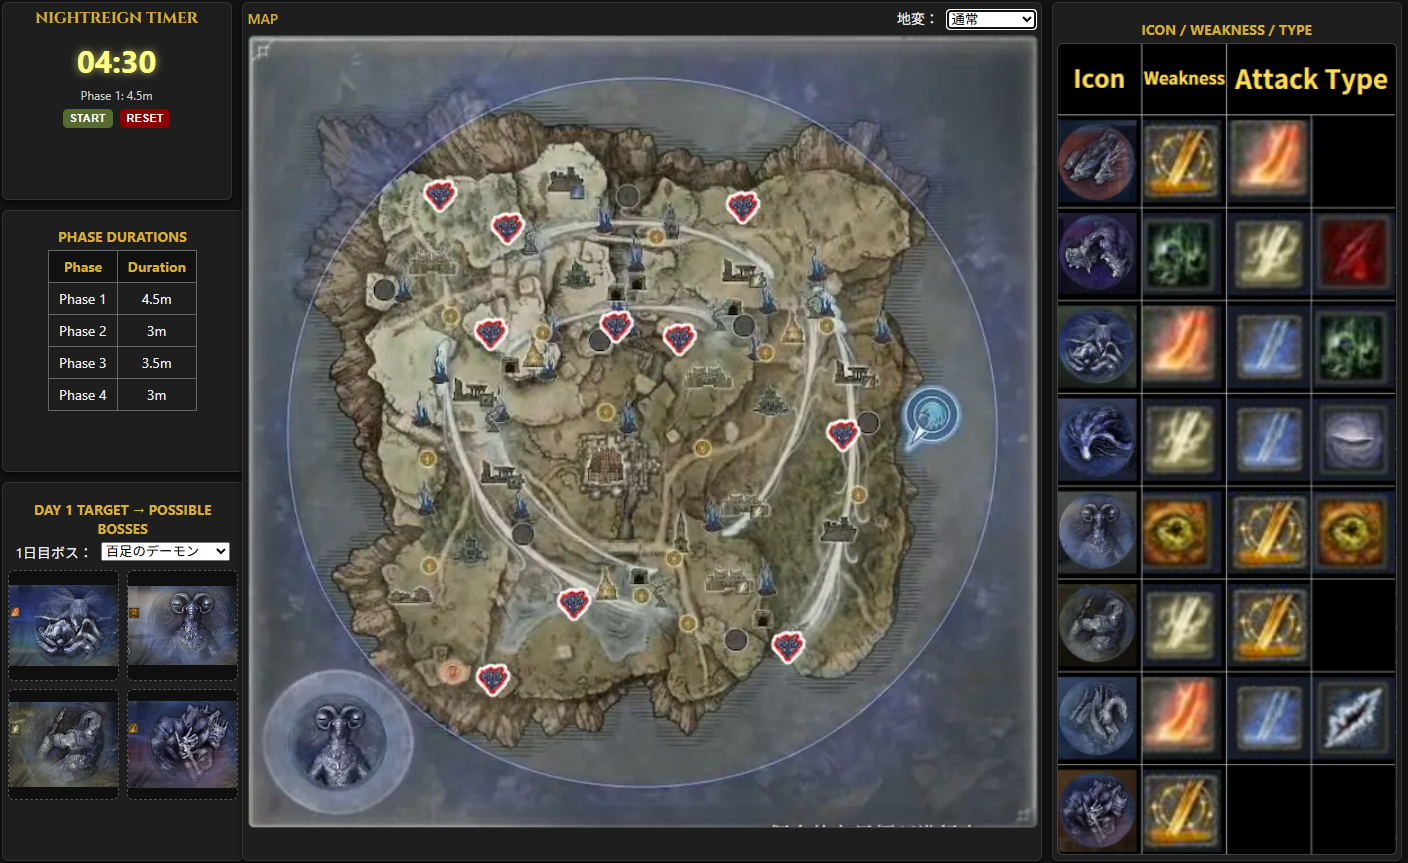 NIGHTREIGN TIMER
04:30
Phase 1: 4.5m
START RESET
PHASE DURATIONS
Phase Duration
Phase 1 4.5m
Phase 2 3m
Phase 3 3.5m
Phase 4 3m
DAY 1 TARGET → POSSIBLE
BOSSES
1日目ボス： 百足のデーモン
MAP
地変： 通常
ICON / WEAKNESS / TYPE
Icon Weakness Attack Type